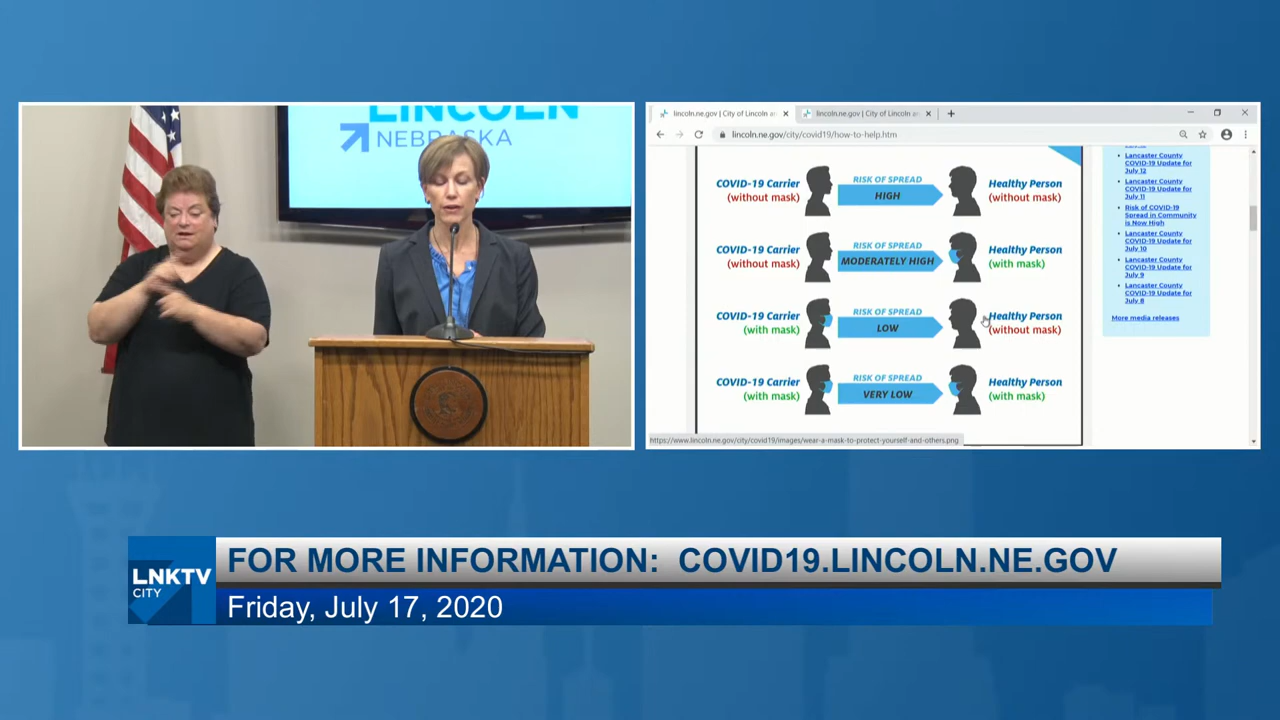 LINCOLN
NEBRASKA
lincoln.ne.gov | City of Lincoln an
lincoln.ne.gov | City of Lincoln an
lincoln.ne.gov/city/covid19/how-to-help.htm
COVID-19 Carrier
(without mask)
RISK OF SPREAD
HIGH
Healthy Person
(without mask)
COVID-19 Carrier
(without mask)
RISK OF SPREAD
MODERATELY HIGH
Healthy Person
(with mask)
COVID-19 Carrier
(with mask)
RISK OF SPREAD
LOW
Healthy Person
(without mask)
COVID-19 Carrier
(with mask)
RISK OF SPREAD
VERY LOW
Healthy Person
(with mask)
Lancaster County
COVID-19 Update for
July 12
Lancaster County
COVID-19 Update for
July 11
Risk of COVID-19
Spread in Community
is Now High
Lancaster County
COVID-19 Update for
July 10
Lancaster County
COVID-19 Update for
July 9
Lancaster County
COVID-19 Update for
July 8
More media releases
https://www.lincoln.ne.gov/city/covid19/images/wear-a-mask-to-protect-yourself-and-others.png
LNKTV
CITY
FOR MORE INFORMATION: COVID19.LINCOLN.NE.GOV
Friday, July 17, 2020